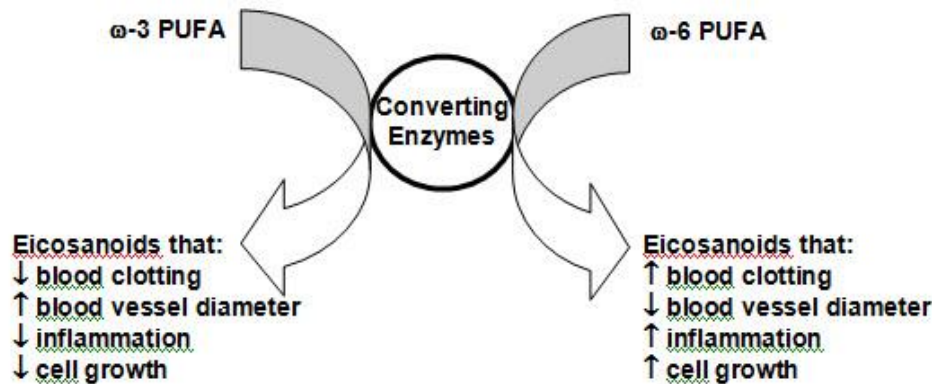 ω-3 PUFA
ω-6 PUFA
Converting
Enzymes
Eicosanoids that:
↓ blood clotting
↑ blood vessel diameter
↓ inflammation
↓ cell growth
Eicosanoids that:
↑ blood clotting
↓ blood vessel diameter
↑ inflammation
↑ cell growth